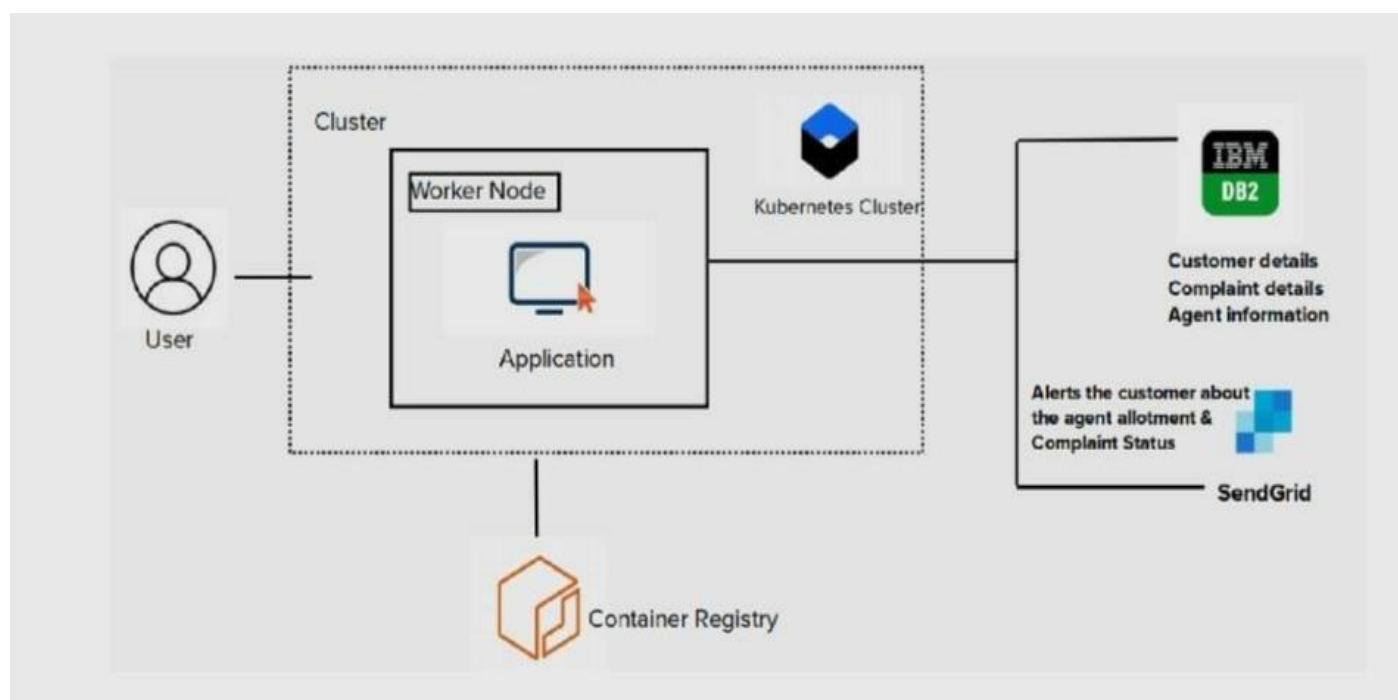 Cluster
Worker Node
Application
User
Kubernetes Cluster
IBM
DB2
Customer details
Complaint details
Agent information
Alerts the customer about
the agent allotment &
Complaint Status
SendGrid
Container Registry